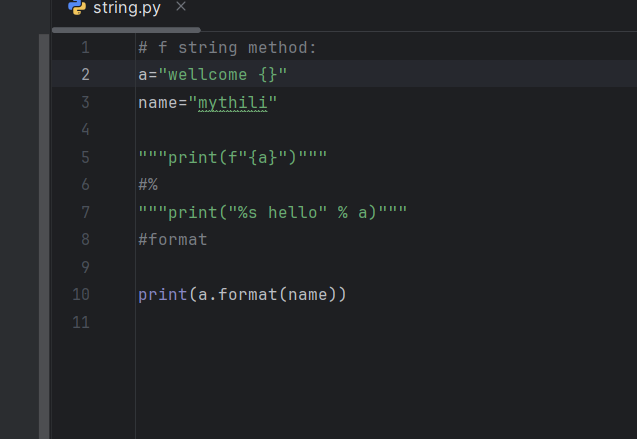 string.py
1 # f string method:
2 a="wellcome {}"
3 name="mythili"
4
5 """print(f"{a}")"""
6 #%
7 """print("%s hello" % a)"""
8 #format
9
10 print(a.format(name))
11